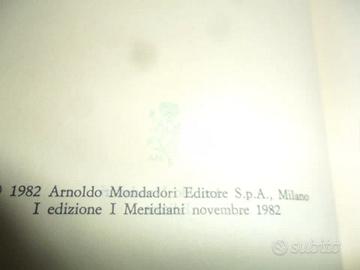 © 1982 Arnoldo Mondadori Editore S.p.A., Milano
I edizione I Meridiani novembre 1982
subito